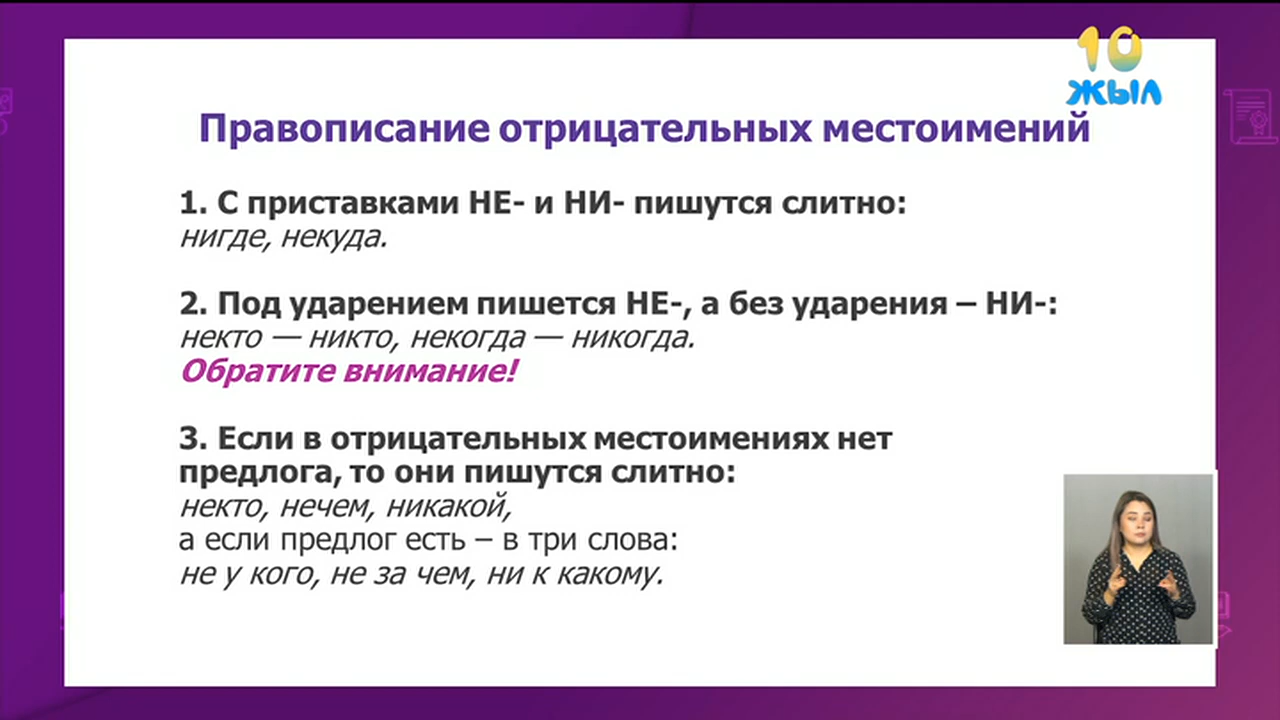 10
жыл
Правописание отрицательных местоимений
1. С приставками НЕ- и НИ- пишутся слитно:
нигде, некуда.
2. Под ударением пишется НЕ-, а без ударения – НИ-:
некто — никто, некогда — никогда.
Обратите внимание!
3. Если в отрицательных местоимениях нет
предлога, то они пишутся слитно:
некто, нечем, никакой,
а если предлог есть – в три слова:
не у кого, не за чем, ни к какому.